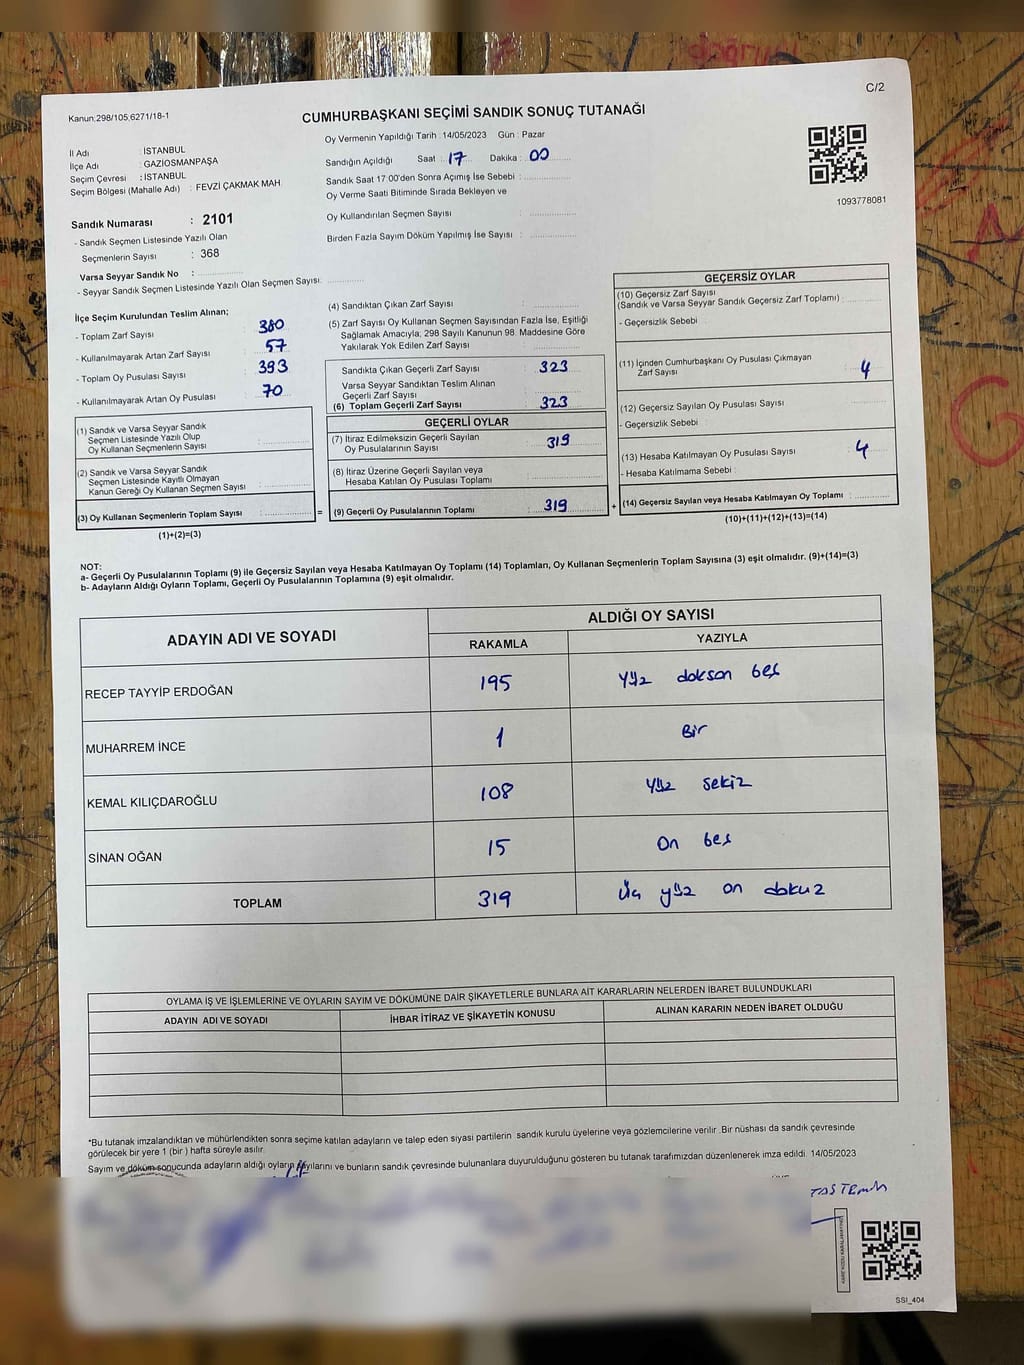 C/2
Kanun:298/105,6271/18-1
CUMHURBAŞKANI SEÇİMİ SANDIK SONUÇ TUTANAĞI
İl Adı : İSTANBUL
İlçe Adı : GAZİOSMANPAŞA
Seçim Çevresi : İSTANBUL
Seçim Bölgesi (Mahalle Adı) : FEVZİ ÇAKMAK MAH
Sandık Numarası : 2101
- Sandık Seçmen Listesinde Yazılı Olan
Seçmenlerin Sayısı : 368
Varsa Seyyar Sandık No :
- Seyyar Sandık Seçmen Listesinde Yazılı Olan Seçmen Sayısı:
Oy Vermenin Yapıldığı Tarih : 14/05/2023 Gün : Pazar
Sandığın Açıldığı Saat : 17 Dakika : 00
Sandık Saat 17 00'den Sonra Açımış İse Sebebi :
Oy Verme Saati Bitiminde Sırada Bekleyen ve
Oy Kullandırılan Seçmen Sayısı :
Birden Fazla Sayım Döküm Yapılmış İse Sayısı :
1093778081
İlçe Seçim Kurulundan Teslim Alınan;
- Toplam Zarf Sayısı : 380
- Kullanılmayarak Artan Zarf Sayısı : 57
- Toplam Oy Pusulası Sayısı : 393
- Kullanılmayarak Artan Oy Pusulası : 70
(1) Sandık ve Varsa Seyyar Sandık
Seçmen Listesinde Yazılı Olup
Oy Kullanan Seçmenlerin Sayısı :
(2) Sandık ve Varsa Seyyar Sandık
Seçmen Listesinde Kayıtlı Olmayan
Kanun Gereği Oy Kullanan Seçmen Sayısı :
(3) Oy Kullanan Seçmenlerin Toplam Sayısı : =
(1)+(2)=(3)
(4) Sandıktan Çıkan Zarf Sayısı :
(5) Zarf Sayısı Oy Kullanan Seçmen Sayısından Fazla İse, Eşitliği
Sağlamak Amacıyla, 298 Sayılı Kanunun 98. Maddesine Göre
Yakılarak Yok Edilen Zarf Sayısı :
Sandıkta Çıkan Geçerli Zarf Sayısı : 323
Varsa Seyyar Sandıktan Teslim Alınan
Geçerli Zarf Sayısı :
(6) Toplam Geçerli Zarf Sayısı : 323
GEÇERLİ OYLAR
(7) İtiraz Edilmeksizin Geçerli Sayılan
Oy Pusulalarının Sayısı : 319
(8) İtiraz Üzerine Geçerli Sayılan veya
Hesaba Katılan Oy Pusulası Toplamı :
(9) Geçerli Oy Pusulalarının Toplamı : 319 +
GEÇERSİZ OYLAR
(10) Geçersiz Zarf Sayısı
(Sandık ve Varsa Seyyar Sandık Geçersiz Zarf Toplamı) :
- Geçersizlik Sebebi :
(11) İçinden Cumhurbaşkanı Oy Pusulası Çıkmayan
Zarf Sayısı : 4
(12) Geçersiz Sayılan Oy Pusulası Sayısı :
- Geçersizlik Sebebi :
(13) Hesaba Katılmayan Oy Pusulası Sayısı : 4
- Hesaba Katılmama Sebebi :
(14) Geçersiz Sayılan veya Hesaba Katılmayan Oy Toplamı :
(10)+(11)+(12)+(13)=(14)
NOT:
a- Geçerli Oy Pusulalarının Toplamı (9) ile Geçersiz Sayılan veya Hesaba Katılmayan Oy Toplamı (14) Toplamları, Oy Kullanan Seçmenlerin Toplam Sayısına (3) eşit olmalıdır. (9)+(14)=(3)
b- Adayların Aldığı Oyların Toplamı, Geçerli Oy Pusulalarının Toplamına (9) eşit olmalıdır.
ADAYIN ADI VE SOYADI
ALDIĞI OY SAYISI
RAKAMLA YAZIYLA
RECEP TAYYİP ERDOĞAN 195 Yüz doksan beş
MUHARREM İNCE 1 Bir
KEMAL KILIÇDAROĞLU 108 Yüz sekiz
SİNAN OĞAN 15 On beş
TOPLAM 319 Üç yüz on dokuz
OYLAMA İŞ VE İŞLEMLERİNE VE OYLARIN SAYIM VE DÖKÜMÜNE DAİR ŞİKAYETLERLE BUNLARA AİT KARARLARIN NELERDEN İBARET BULUNDUKLARI
ADAYIN ADI VE SOYADI İHBAR İTİRAZ VE ŞİKAYETİN KONUSU ALINAN KARARIN NEDEN İBARET OLDUĞU
*Bu tutanak imzalandıktan ve mühürlendikten sonra seçime katılan adayların ve talep eden siyasi partilerin sandık kurulu üyelerine veya gözlemcilerine verilir. Bir nüshası da sandık çevresinde
görülecek bir yere 1 (bir ) hafta süreyle asılır.
Sayım ve döküm sonucunda adayların aldığı oyların sayılarını ve bunların sandık çevresinde bulunanlara duyurulduğunu gösteren bu tutanak tarafımızdan düzenlenerek imza edildi. 14/05/2023
SSI_404